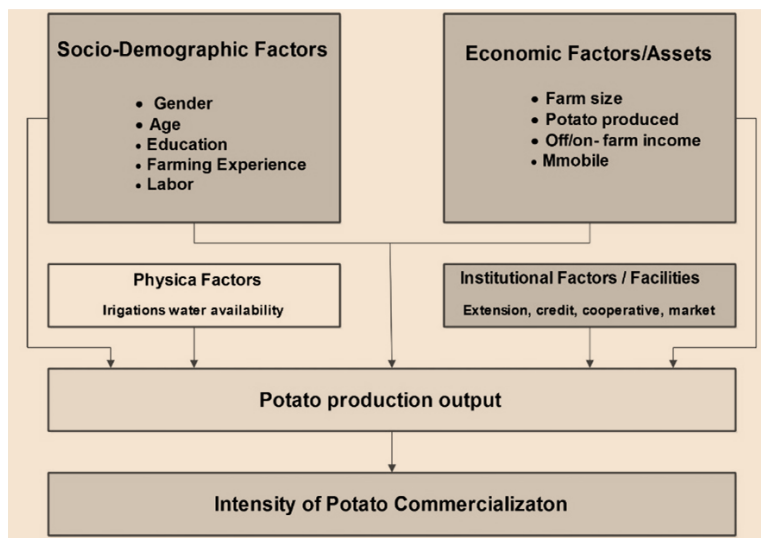 Socio-Demographic Factors
• Gender
• Age
• Education
• Farming Experience
• Labor
Economic Factors/Assets
• Farm size
• Potato produced
• Off/on- farm income
• Mmobile
Physica Factors
Irigations water availability
Institutional Factors / Facilities
Extension, credit, cooperative, market
Potato production output
Intensity of Potato Commercializaton